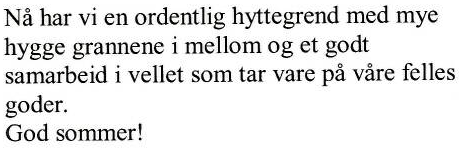 Nå har vi en ordentlig hyttegrend med mye
hygge grannene i mellom og et godt
samarbeid i vellet som tar vare på våre felles
goder.
God sommer!